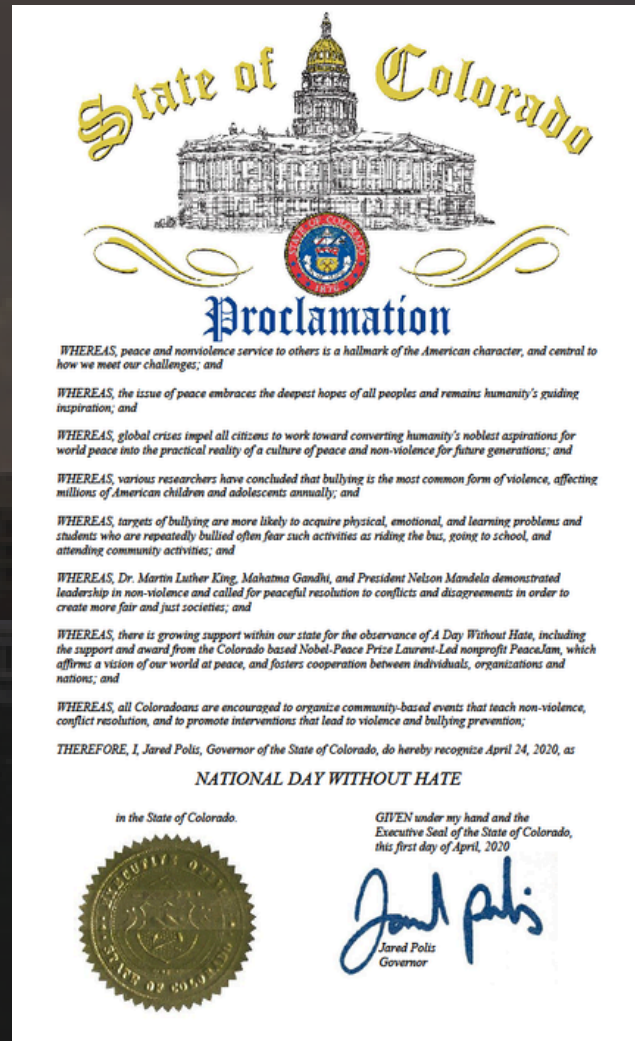 State of Colorado
STATE OF COLORADO
1876
Proclamation
WHEREAS, peace and nonviolence service to others is a hallmark of the American character, and central to
how we meet our challenges; and
WHEREAS, the issue of peace embraces the deepest hopes of all peoples and remains humanity's guiding
inspiration; and
WHEREAS, global crises impel all citizens to work toward converting humanity's noblest aspirations for
world peace into the practical reality of a culture of peace and non-violence for future generations; and
WHEREAS, various researchers have concluded that bullying is the most common form of violence, affecting
millions of American children and adolescents annually; and
WHEREAS, targets of bullying are more likely to acquire physical, emotional, and learning problems and
students who are repeatedly bullied often fear such activities as riding the bus, going to school, and
attending community activities; and
WHEREAS, Dr. Martin Luther King, Mahatma Gandhi, and President Nelson Mandela demonstrated
leadership in non-violence and called for peaceful resolution to conflicts and disagreements in order to
create more fair and just societies; and
WHEREAS, there is growing support within our state for the observance of A Day Without Hate, including
the support and award from the Colorado based Nobel-Peace Prize Laurent-Led nonprofit PeaceJam, which
affirms a vision of our world at peace, and fosters cooperation between individuals, organizations and
nations; and
WHEREAS, all Coloradoans are encouraged to organize community-based events that teach non-violence,
conflict resolution, and to promote interventions that lead to violence and bullying prevention;
THEREFORE, I, Jared Polis, Governor of the State of Colorado, do hereby recognize April 24, 2020, as
NATIONAL DAY WITHOUT HATE
in the State of Colorado.
GIVEN under my hand and the
Executive Seal of the State of Colorado,
this first day of April, 2020
Jared Polis
Jared Polis
Governor
EXECUTIVE OFFICE
STATE OF COLORADO